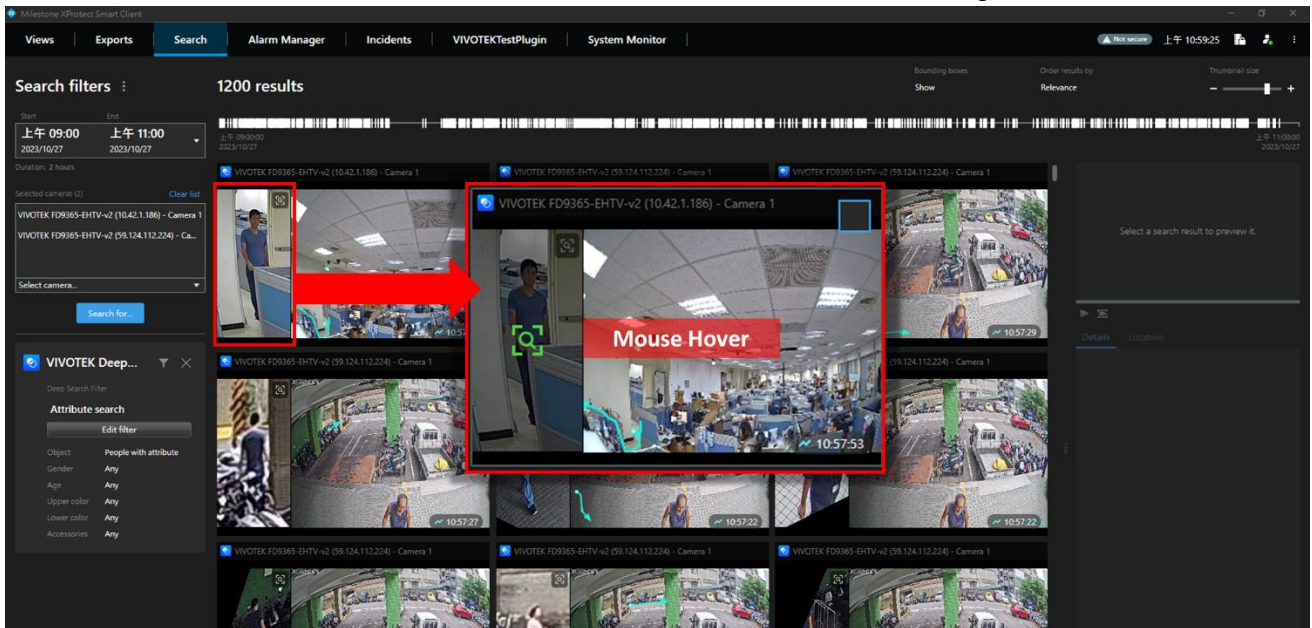 Milestone XProtect Smart Client
Views Exports Search Alarm Manager Incidents VIVOTEKTestPlugin System Monitor
Not secure 上午 10:59:25
Search filters
1200 results
Bounding boxes
Show
Order results by
Relevance
Thumbnail size
Start End
上午 09:00 上午 11:00
2023/10/27 2023/10/27
Duration: 2 hours
上午 09:00:00
2023/10/27
上午 11:00:00
2023/10/27
Selected cameras (2) Clear list
VIVOTEK FD9365-EHTV-v2 (10.42.1.186) - Camera 1
VIVOTEK FD9365-EHTV-v2 (59.124.112.224) - Ca...
Select camera...
Search for...
VIVOTEK Deep...
Deep Search Filter
Attribute search
Edit filter
Object People with attribute
Gender Any
Age Any
Upper color Any
Lower color Any
Accessories Any
VIVOTEK FD9365-EHTV-v2 (10.42.1.186) - Camera 1
VIVOTEK FD9365-EHTV-v2 (59.124.112.224) - Camera 1
VIVOTEK FD9365-EHTV-v2 (59.124.112.224) - Camera 1
VIVOTEK FD9365-EHTV-v2 (10.42.1.186) - Camera 1
Mouse Hover
10:57:53
10:57:29
VIVOTEK FD9365-EHTV-v2 (59.124.112.224) - Camera 1
(59.124.112.224) - Camera 1
10:57:27
10:57:22
10:57:22
VIVOTEK FD9365-EHTV-v2 (59.124.112.224) - Camera 1
VIVOTEK FD9365-EHTV-v2 (59.124.112.224) - Camera 1
VIVOTEK FD9365-EHTV-v2 (59.124.112.224) - Camera 1
Select a search result to preview it.
Details Location